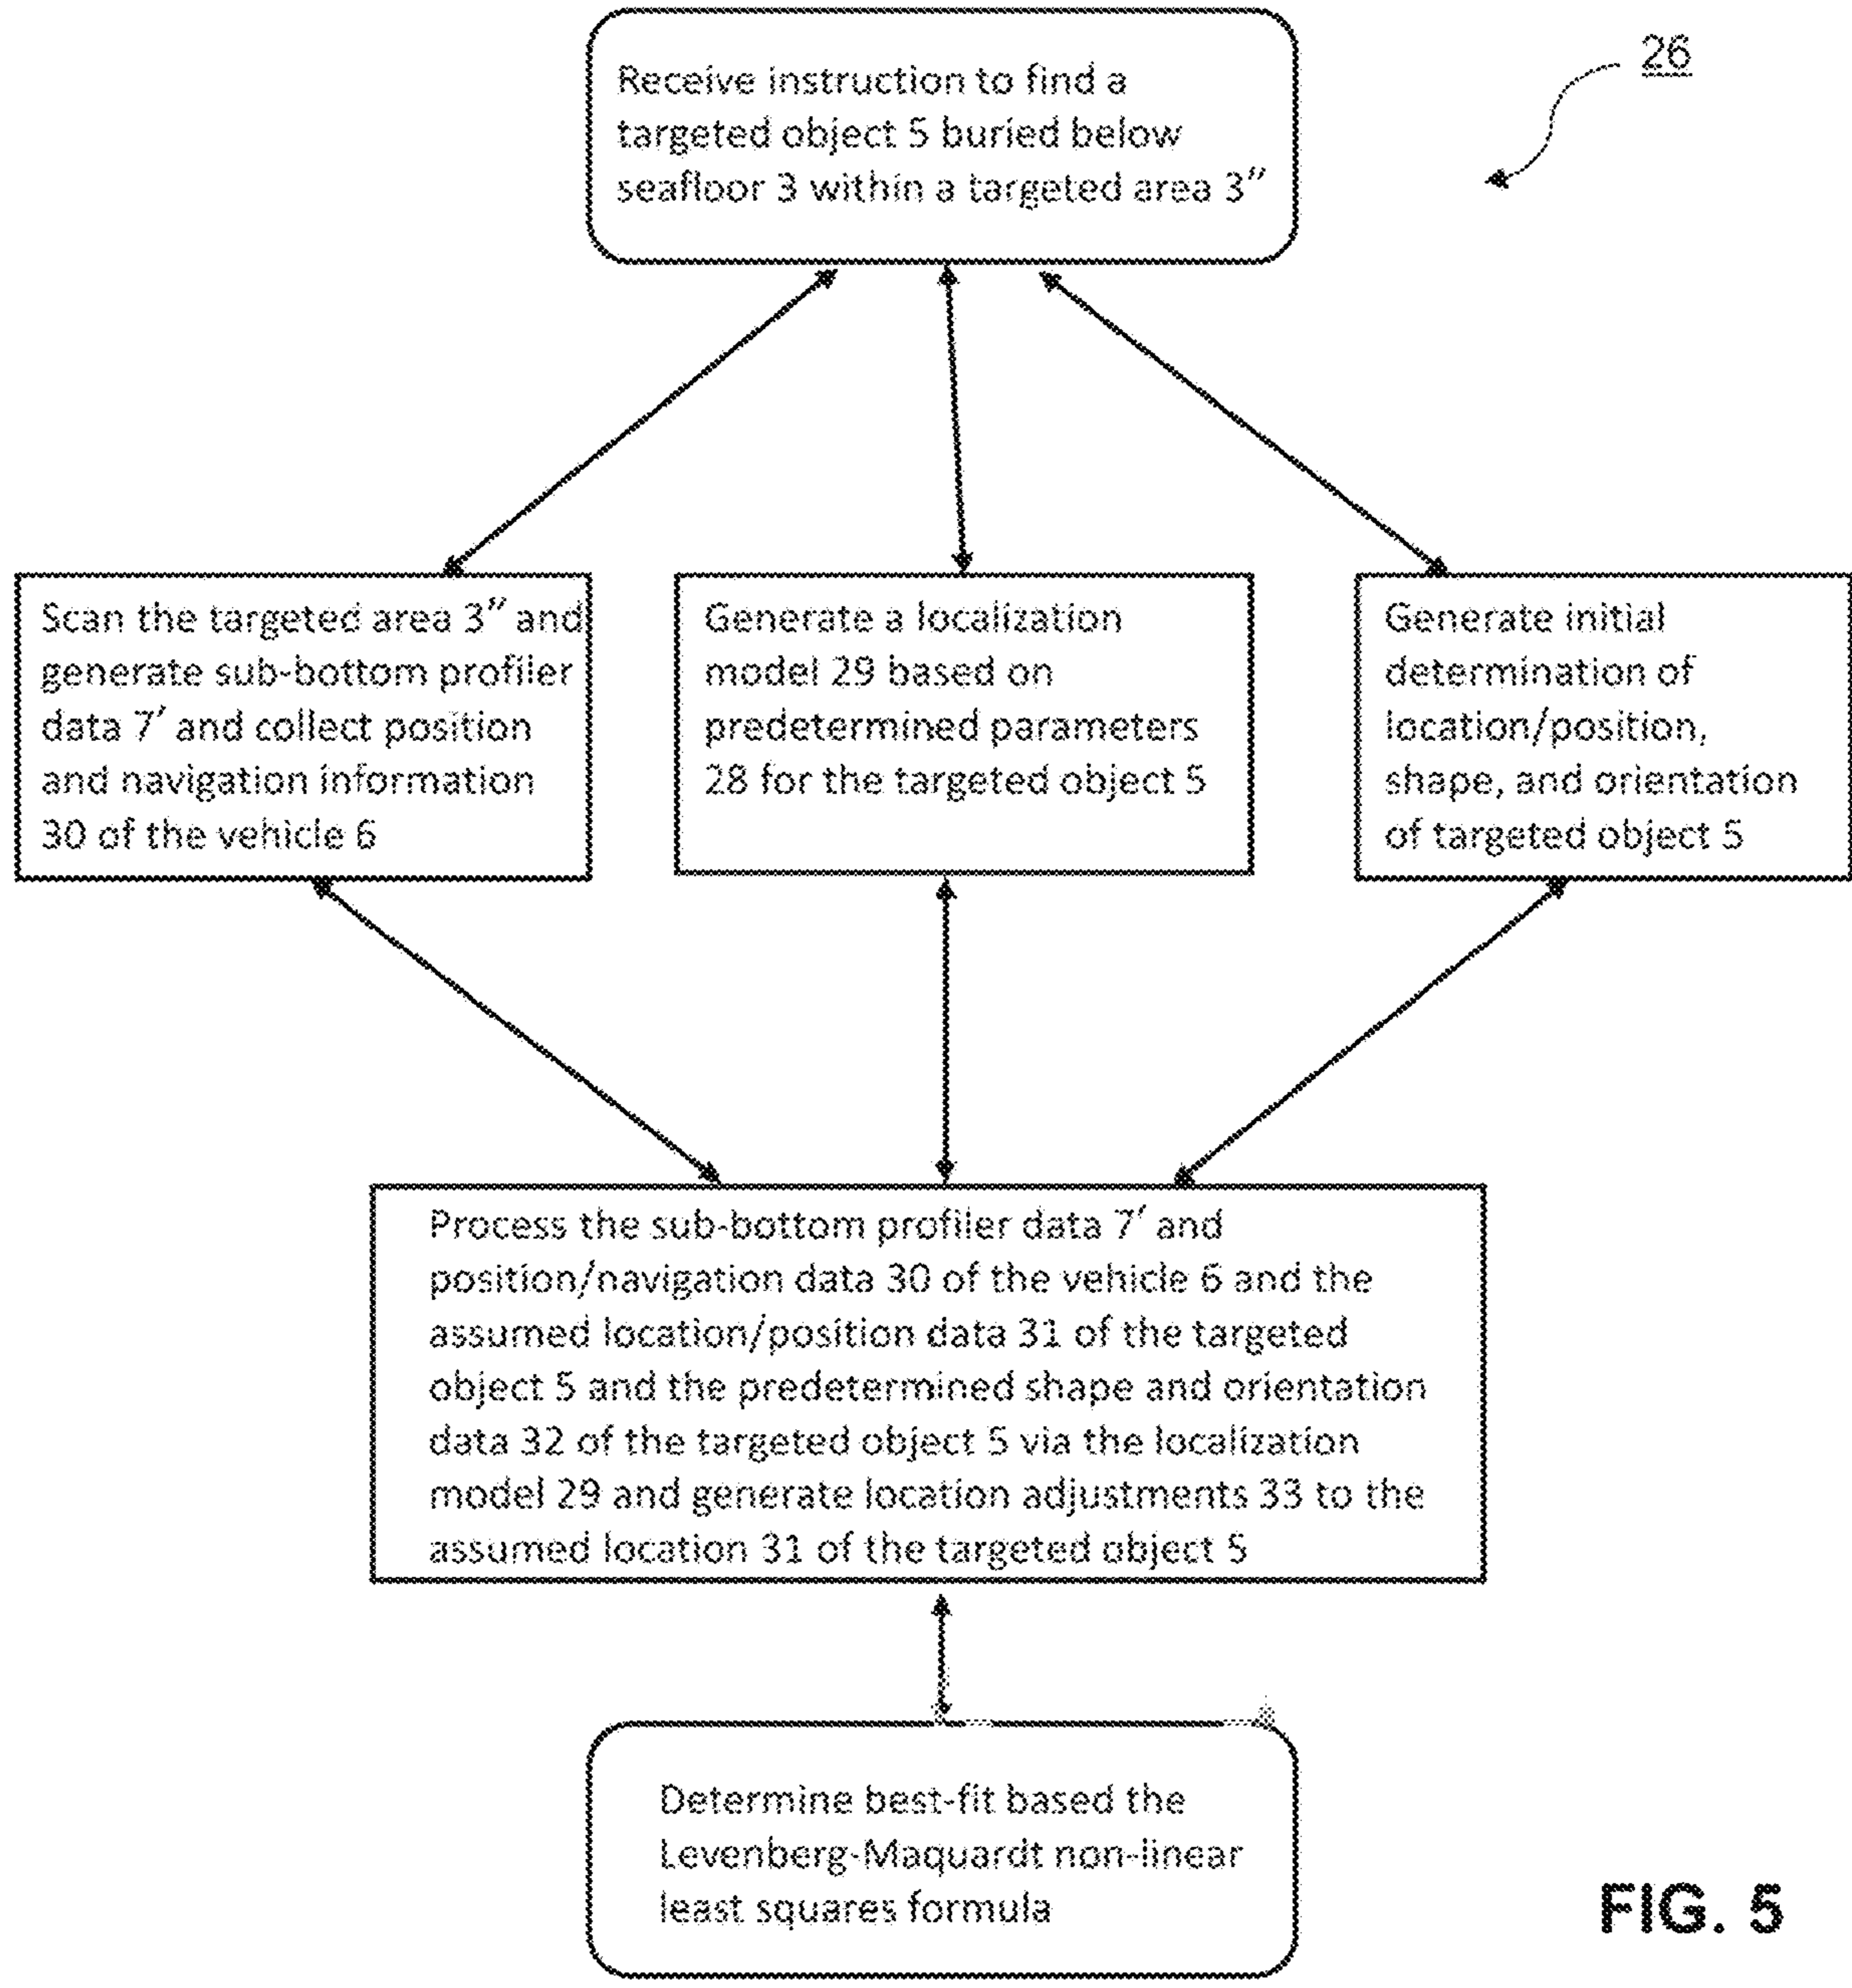 26
Receive instruction to find a
targeted object 5 buried below
seafloor 3 within a targeted area 3″
Scan the targeted area 3″ and
generate sub-bottom profiler
data 7′ and collect position
and navigation information
30 of the vehicle 6
Generate a localization
model 29 based on
predetermined parameters
28 for the targeted object 5
Generate initial
determination of
location/position,
shape, and orientation
of targeted object 5
Process the sub-bottom profiler data 7′ and
position/navigation data 30 of the vehicle 6 and the
assumed location/position data 31 of the targeted
object 5 and the predetermined shape and orientation
data 32 of the targeted object 5 via the localization
model 29 and generate location adjustments 33 to the
assumed location 31 of the targeted object 5
Determine best-fit based the
Levenberg-Maquardt non-linear
least squares formula
FIG. 5